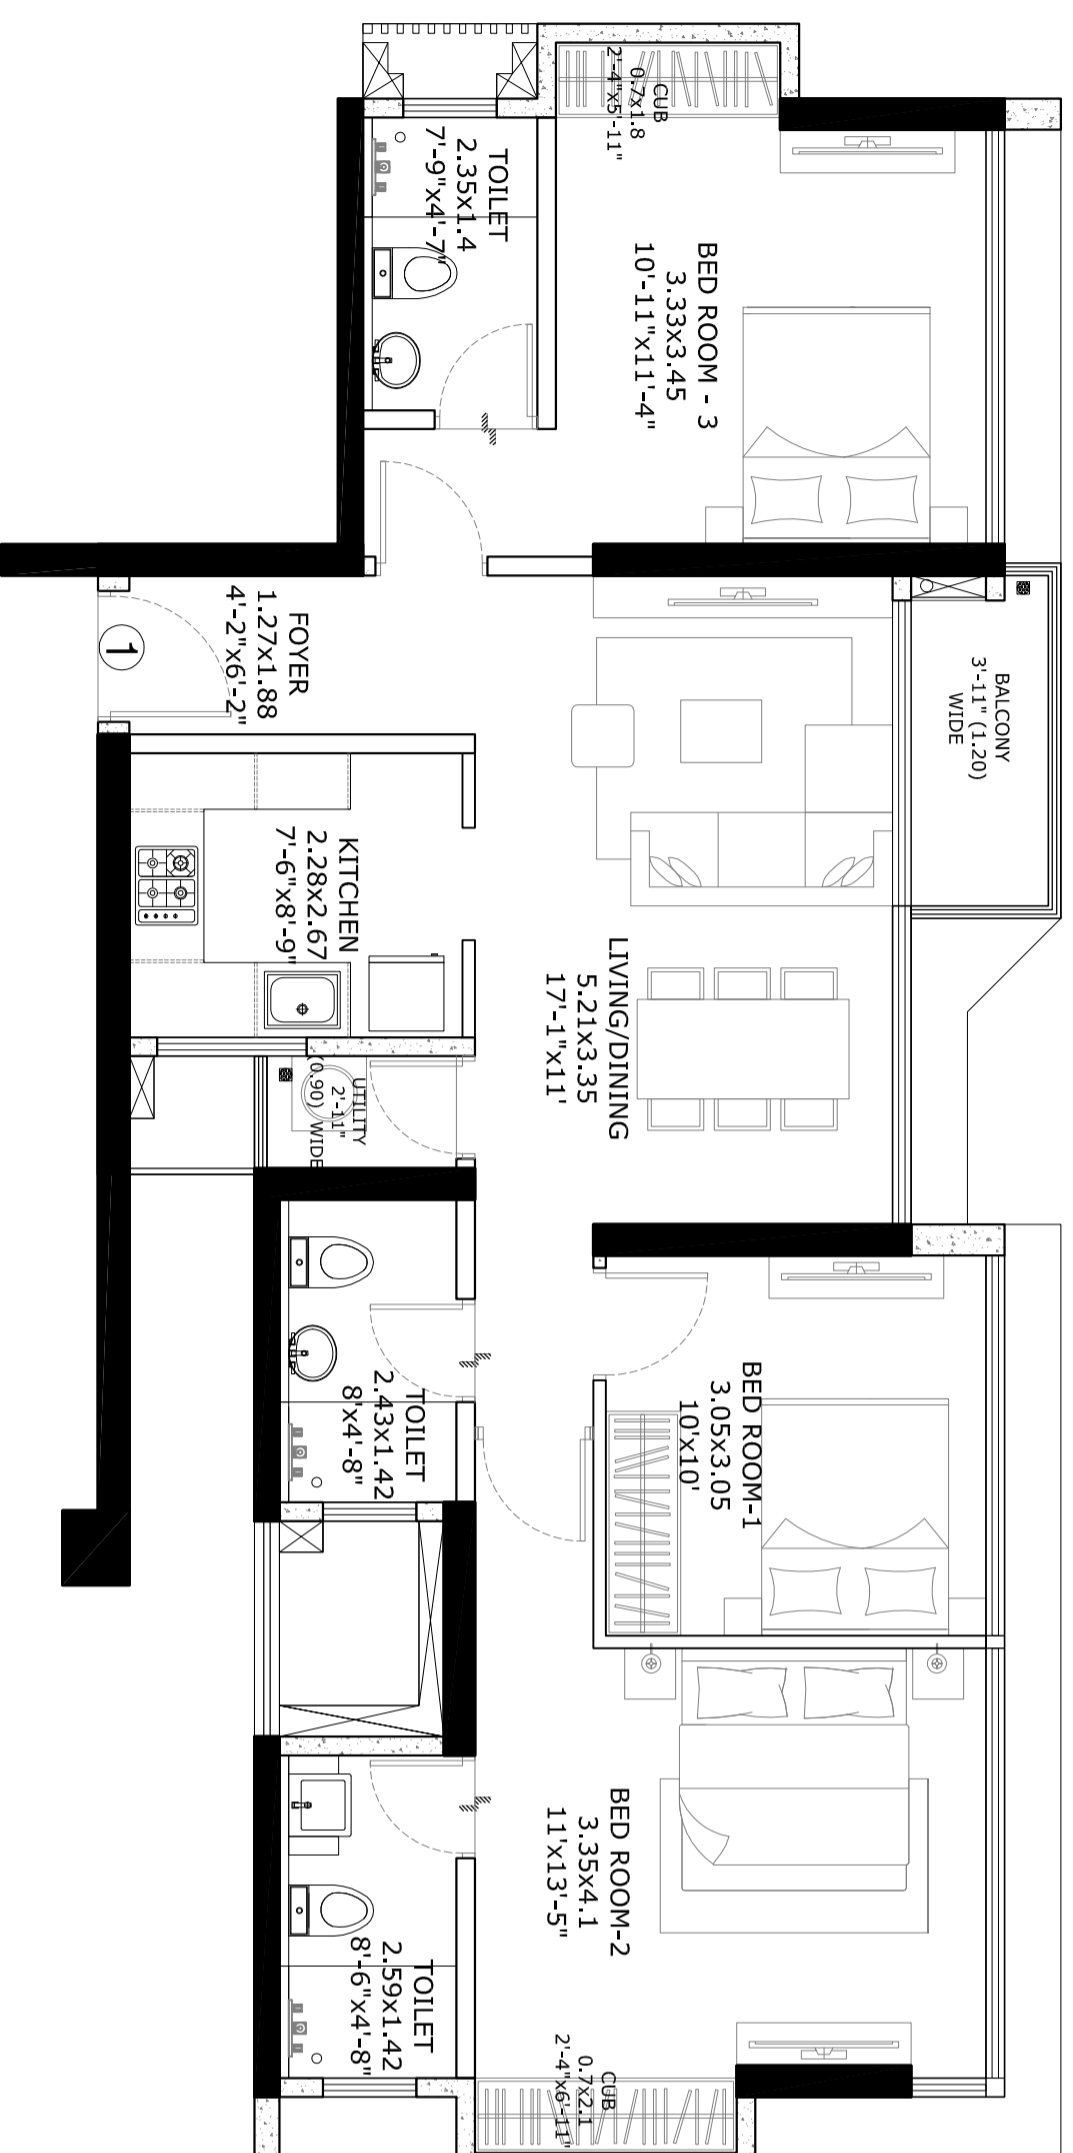 CUB
0.7x1.8
2'-4"x5'-11"
TOILET
2.35x1.4
7'-9"x4'-7"
BED ROOM - 3
3.33x3.45
10'-11"x11'-4"
FOYER
1.27x1.88
4'-2"x6'-2"
1
BALCONY
3'-11" (1.20)
WIDE
KITCHEN
2.28x2.67
7'-6"x8'-9"
LIVING/DINING
5.21x3.35
17'-1"x11'
UTILITY
2'-11"
(0.90) WIDE
TOILET
2.43x1.42
8'x4'-8"
BED ROOM-1
3.05x3.05
10'x10'
BED ROOM-2
3.35x4.1
11'x13'-5"
TOILET
2.59x1.42
8'-6"x4'-8"
CUB
0.7x2.1
2'-4"x6'-11"